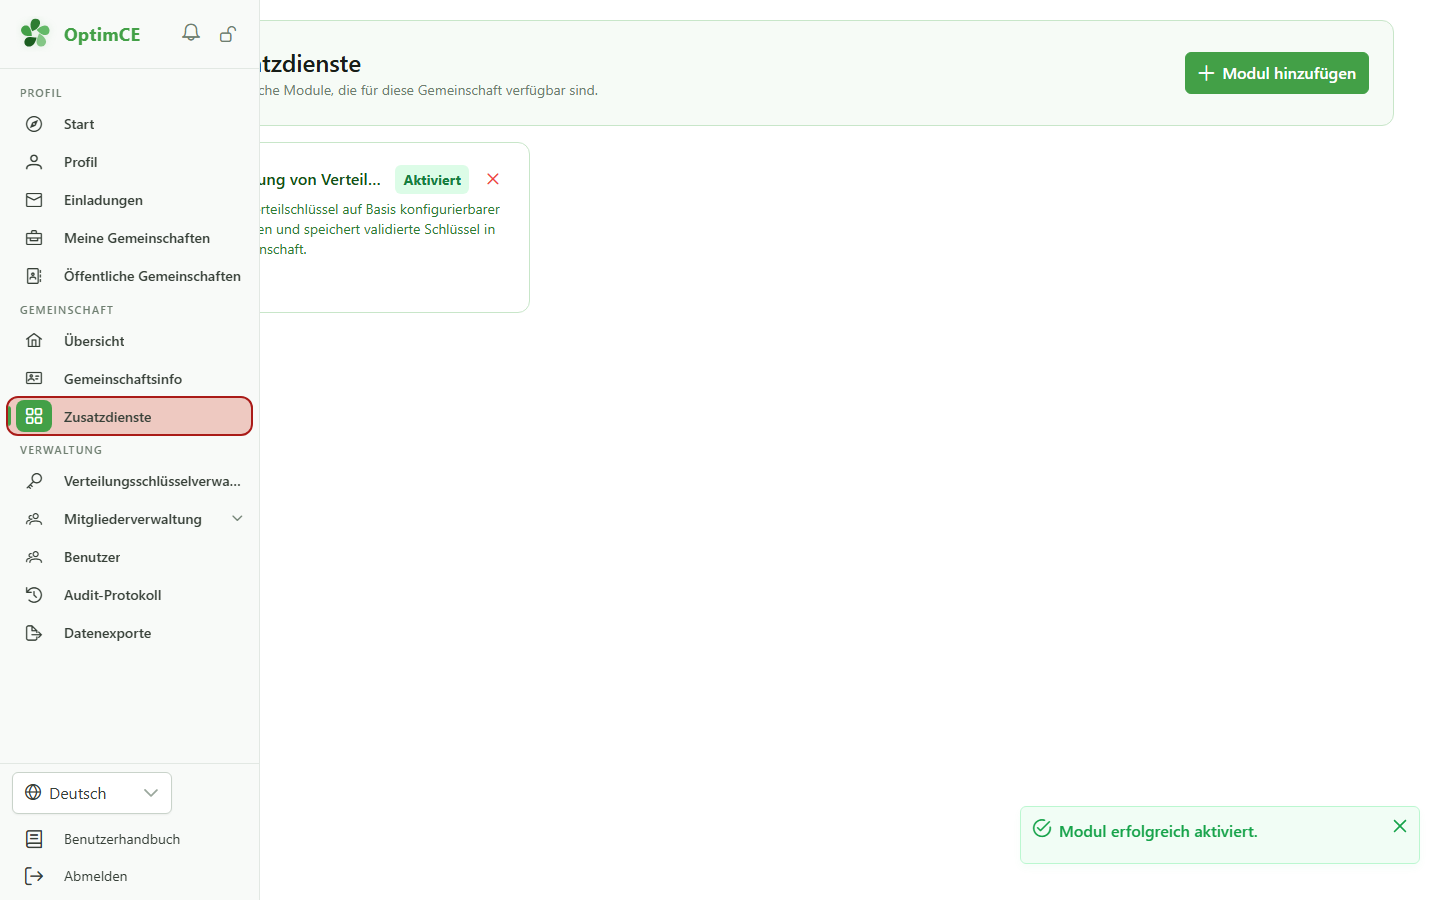 OptimCE
PROFIL
Start
Profil
Einladungen
Meine Gemeinschaften
Öffentliche Gemeinschaften
GEMEINSCHAFT
Übersicht
Gemeinschaftsinfo
Zusatzdienste
VERWALTUNG
Verteilungsschlüsselverwa...
Mitgliederverwaltung
Benutzer
Audit-Protokoll
Datenexporte
Deutsch
Benutzerhandbuch
Abmelden
atzdienste
che Module, die für diese Gemeinschaft verfügbar sind.
Modul hinzufügen
ung von Verteil...
Aktiviert
erteilschlüssel auf Basis konfigurierbarer
en und speichert validierte Schlüssel in
nschaft.
Modul erfolgreich aktiviert.